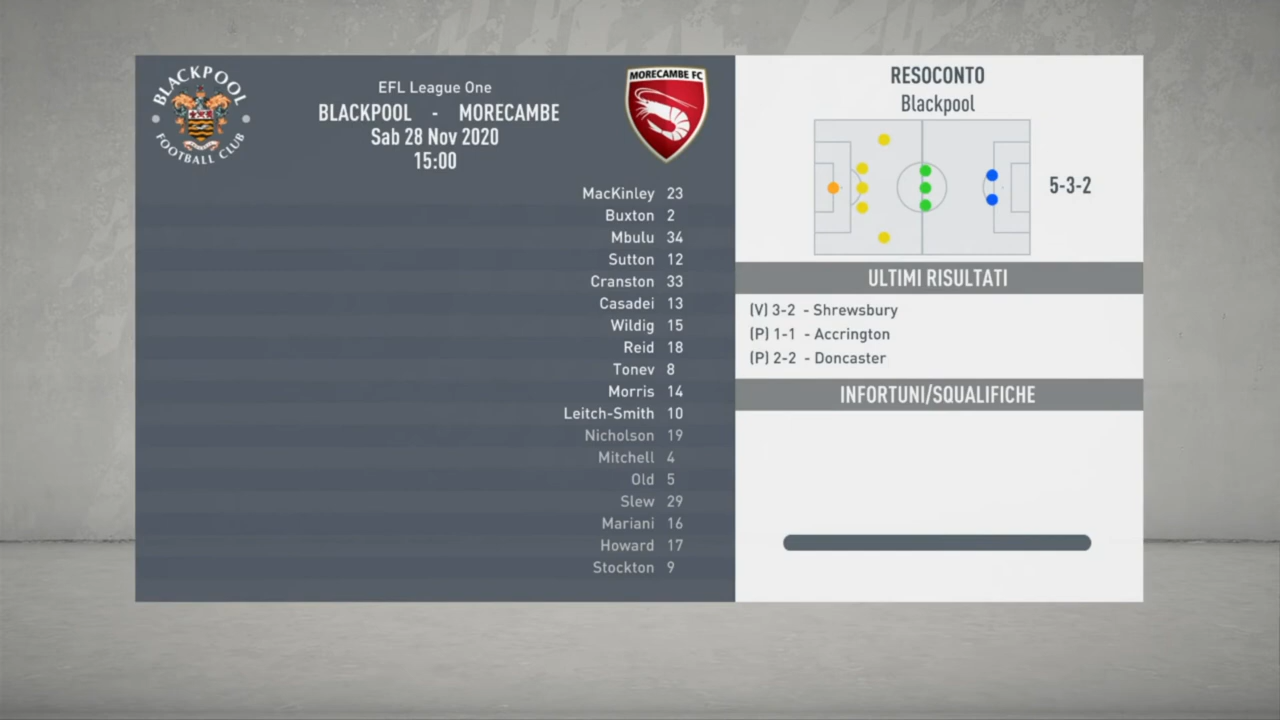 BLACKPOOL
FOOTBALL CLUB
EFL League One
BLACKPOOL - MORECAMBE
Sab 28 Nov 2020
15:00
MORECAMBE FC
MacKinley 23
Buxton 2
Mbulu 34
Sutton 12
Cranston 33
Casadei 13
Wildig 15
Reid 18
Tonev 8
Morris 14
Leitch-Smith 10
Nicholson 19
Mitchell 4
Old 5
Slew 29
Mariani 16
Howard 17
Stockton 9
RESOCONTO
Blackpool
5-3-2
ULTIMI RISULTATI
(V) 3-2 - Shrewsbury
(P) 1-1 - Accrington
(P) 2-2 - Doncaster
INFORTUNI/SQUALIFICHE